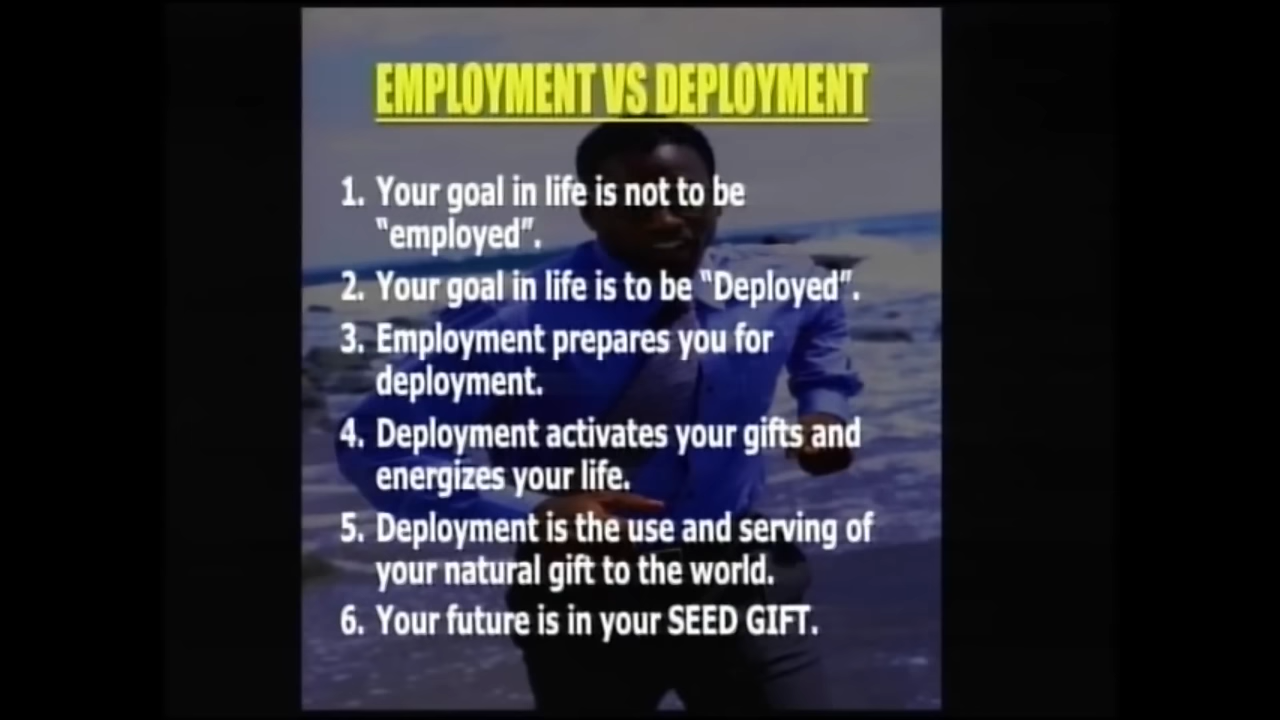 EMPLOYMENT VS DEPLOYMENT
1. Your goal in life is not to be
“employed”.
2. Your goal in life is to be “Deployed”.
3. Employment prepares you for
deployment.
4. Deployment activates your gifts and
energizes your life.
5. Deployment is the use and serving of
your natural gift to the world.
6. Your future is in your SEED GIFT.